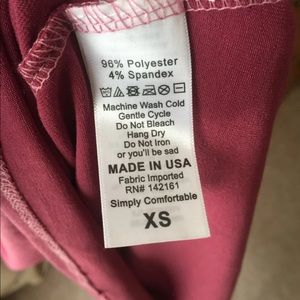 96% Polyester
4% Spandex
Machine Wash Cold
Gentle Cycle
Do Not Bleach
Hang Dry
Do Not Iron
or you'll be sad
MADE IN USA
Fabric Imported
RN# 142161
Simply Comfortable
XS